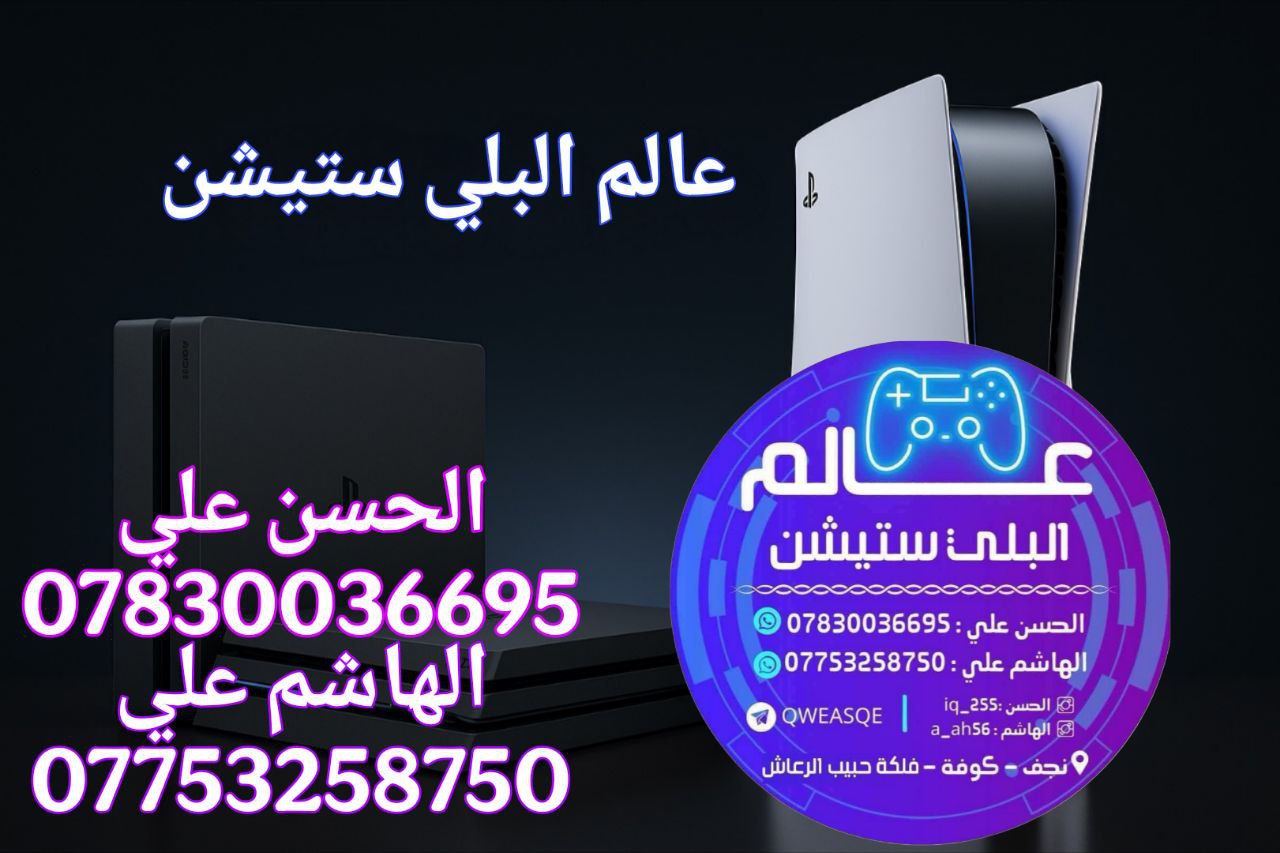 عالم البلي ستيشن
الحسن علي
07830036695
الهاشم علي
07753258750
عالم
البلي ستيشن
الحسن علي : 07830036695
الهاشم علي : 07753258750
الحسن :iq_255
الهاشم : a_ah56
QWEASQE
نجف - كوفة - فلكة حبيب الرعاش